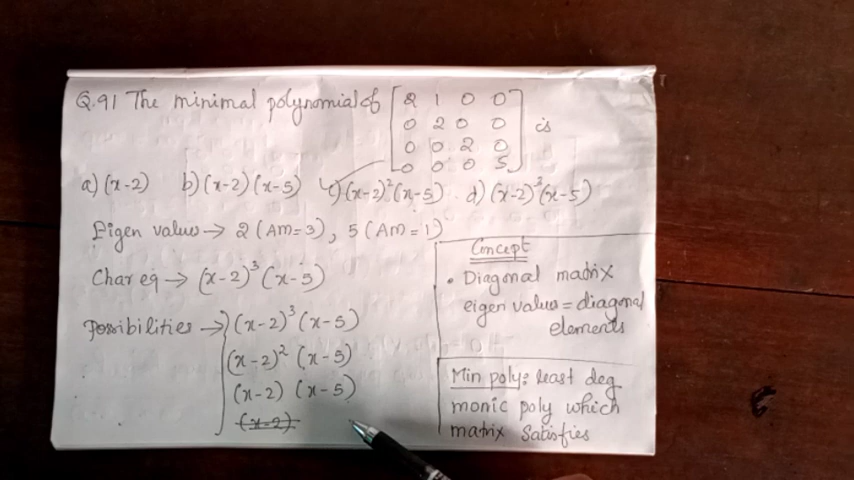 Q.91 The minimal polynomial of [2 1 0 0
0 2 0 0
0 0 2 0
0 0 0 5] is
a) (x-2) b) (x-2)(x-5) c) (x-2)²(x-5) d) (x-2)³(x-5)
Eigen value → 2 (AM=3), 5 (AM=1)
Char eq → (x-2)³ (x-5)
Possibilities → (x-2)³ (x-5)
(x-2)² (x-5)
(x-2) (x-5)
(x-2)
Concept
• Diagonal matrix
eigen value = diagonal
elements
Min poly: least deg
monic poly which
matrix satisfies